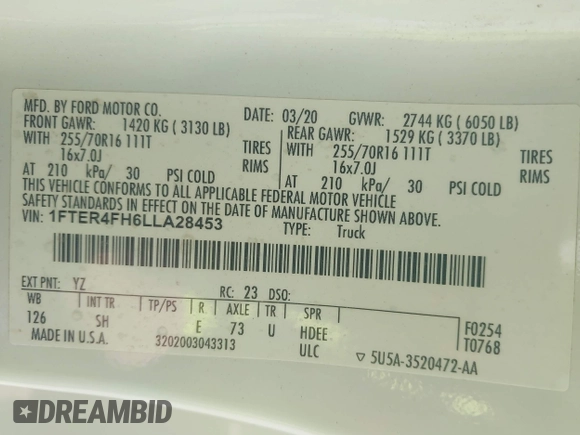 MFD. BY FORD MOTOR CO.
DATE: 03/20 GVWR: 2744 KG ( 6050 LB)
FRONT GAWR: 1420 KG ( 3130 LB) REAR GAWR: 1529 KG ( 3370 LB)
WITH 255/70R16 111T TIRES WITH 255/70R16 111T TIRES
16x7.0J RIMS 16x7.0J RIMS
AT 210 kPa/ 30 PSI COLD AT 210 kPa/ 30 PSI COLD
THIS VEHICLE CONFORMS TO ALL APPLICABLE FEDERAL MOTOR VEHICLE
SAFETY STANDARDS IN EFFECT ON THE DATE OF MANUFACTURE SHOWN ABOVE.
VIN: 1FTER4FH6LLA28453 TYPE: Truck
EXT PNT: YZ RC: 23 DSO:
WB INT TR TP/PS R AXLE TR SPR
126 SH E 73 U HDEE F0254
ULC T0768
MADE IN U.S.A. 3202003043313 ▽ 5U5A-3520472-AA
DREAMBID